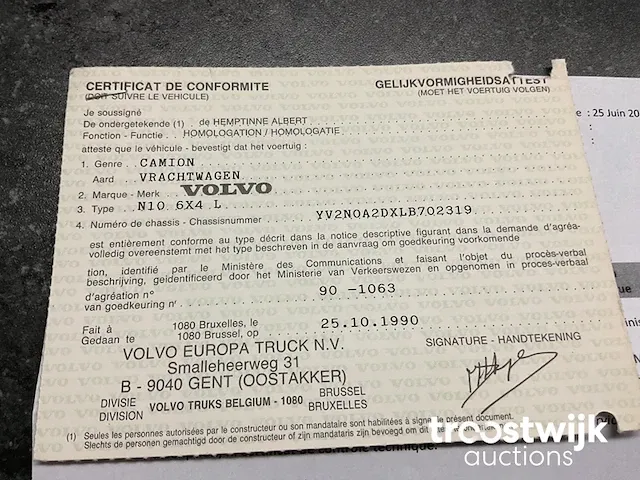 CERTIFICAT DE CONFORMITE
(DOIT SUIVRE LE VEHICULE)
GELIJKVORMIGHEIDSATTEST
(MOET HET VOERTUIG VOLGEN)
: 25 Juin 20
Je soussigné
De ondergetekende (1) . de HEMPTINNE ALBERT
Fonction - Functie . . HOMOLOGATION / HOMOLOGATIE
atteste que le véhicule - bevestigt dat het voertuig :
1. Genre . . CAMION
Aard . . VRACHTWAGEN
2. Marque - Merk . VOLVO
3. Type . . N10 6X4 L
4. Numéro de chassis - Chassisnummer . YV2N0A2DXLB702319
est entièrement conforme au type décrit dans la notice descriptive figurant dans la demande d'agréa-
volledig overeenstemt met het type beschreven in de aanvraag om goedkeuring voorkomende
tion, identifié par le Ministère des Communications et faisant l'objet du procès-verbal
beschrijving, geïdentificeerd door het Ministerie van Verkeerswezen en opgenomen in proces-verbaal
d'agréation n°
van goedkeuring nr. 90 -1063
Fait à 1080 Bruxelles, le
Gedaan te 1080 Brussel, op 25.10.1990
VOLVO EUROPA TRUCK N.V.
SIGNATURE - HANDTEKENING
Smalleheerweg 31
B - 9040 GENT (OOSTAKKER)
DIVISIE
DIVISION VOLVO TRUKS BELGIUM - 1080 BRUSSEL
BRUXELLES
(1) Seules les personnes autorisées par le constructeur ou son mandataire sont habilitées à signer le présent document.
Slechts de personen gemachtigd door de constructeur of zijn mandataris zijn bevoegd om dit
troostwijk
auctions